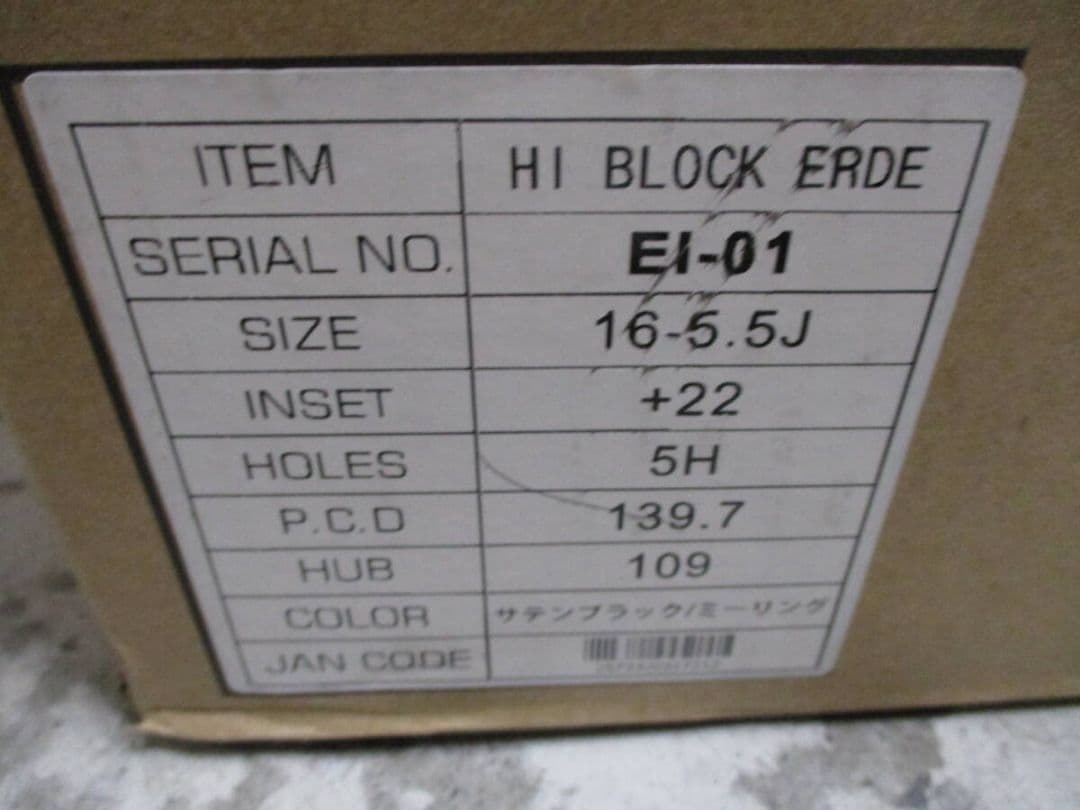 ITEM HI BLOCK ERDE
SERIAL NO. EI-01
SIZE 16-5.5J
INSET +22
HOLES 5H
P.C.D 139.7
HUB 109
COLOR サテンブラック/ミーリング
JAN CODE